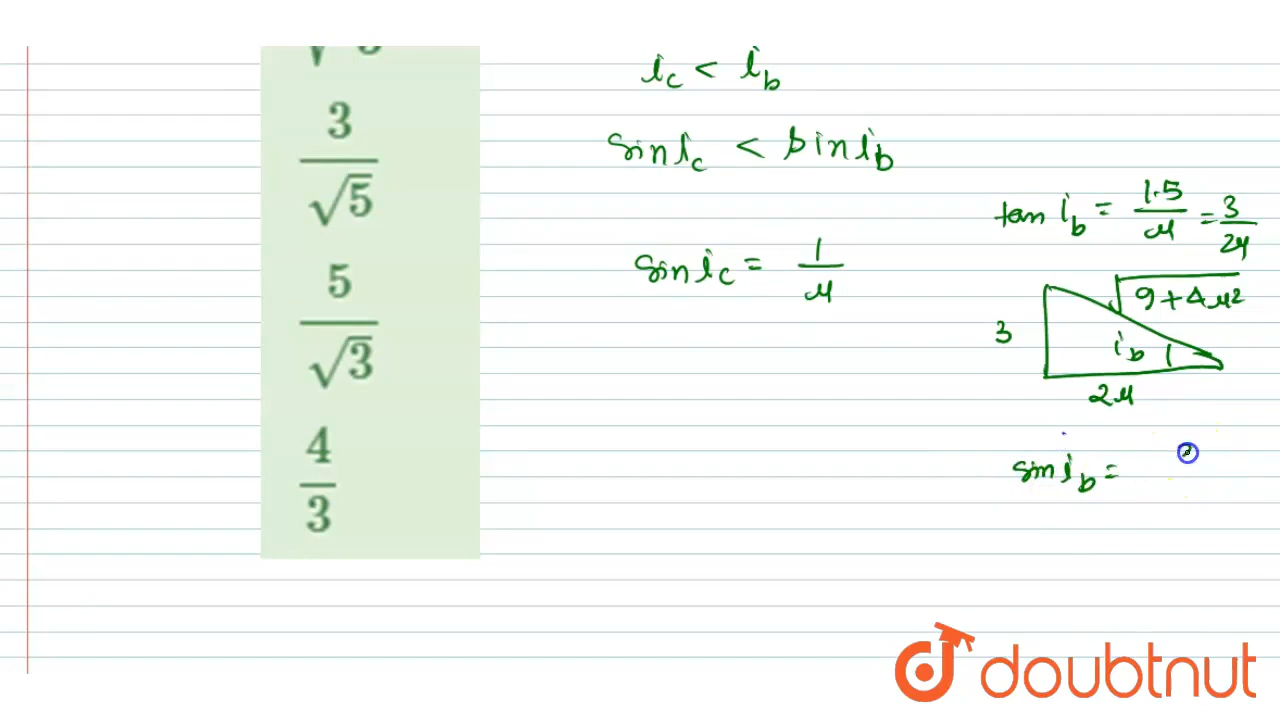 3/√5
5/√3
4/3
i_c < i_b
sin i_c < sin i_b
sin i_c = 1/μ
tan i_b = 1.5/μ = 3/2μ
√9+4μ²
3
i_b
2μ
sin i_b =
doubtnut